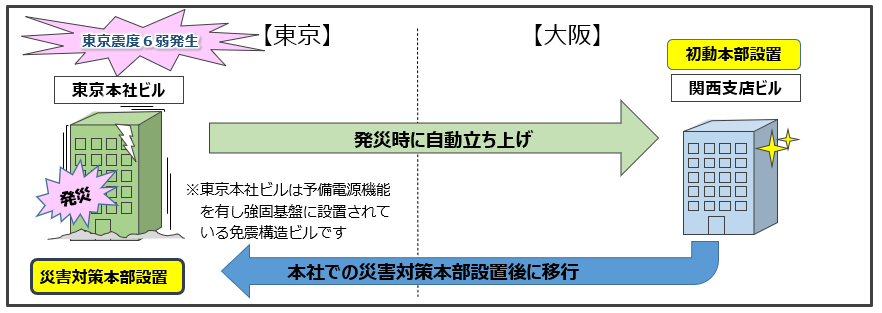 東京震度６弱発生
【東京】
【大阪】
初動本部設置
東京本社ビル
関西支店ビル
発災時に自動立ち上げ
発災
※東京本社ビルは予備電源機能
を有し強固基盤に設置されて
いる免震構造ビルです
本社での災害対策本部設置後に移行
災害対策本部設置